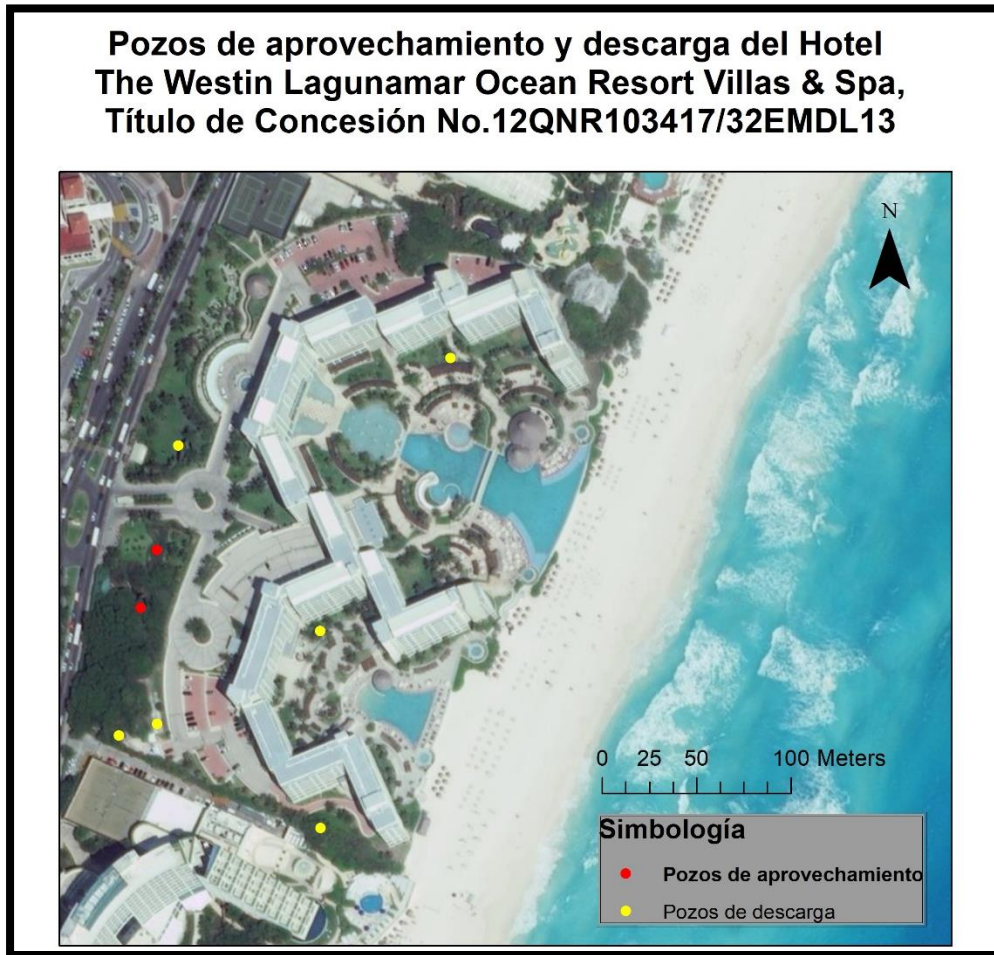 Pozos de aprovechamiento y descarga del Hotel
The Westin Lagunamar Ocean Resort Villas & Spa,
Título de Concesión No.12QNR103417/32EMDL13
N
0 25 50 100 Meters
Simbología
Pozos de aprovechamiento
Pozos de descarga